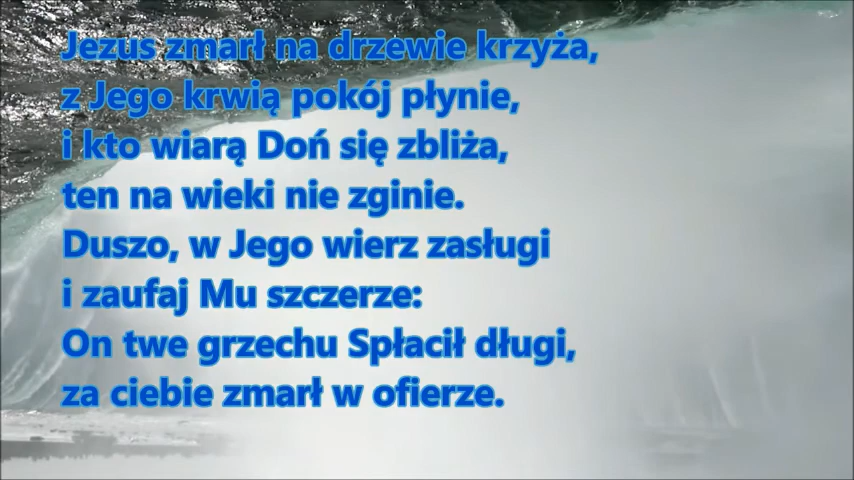 Jezus zmarł na drzewie krzyża,
z Jego krwią pokój płynie,
i kto wiarą Doń się zbliża,
ten na wieki nie zginie.
Duszo, w Jego wierz zasługi
i zaufaj Mu szczerze:
On twe grzechu Spłacił długi,
za ciebie zmarł w ofierze.